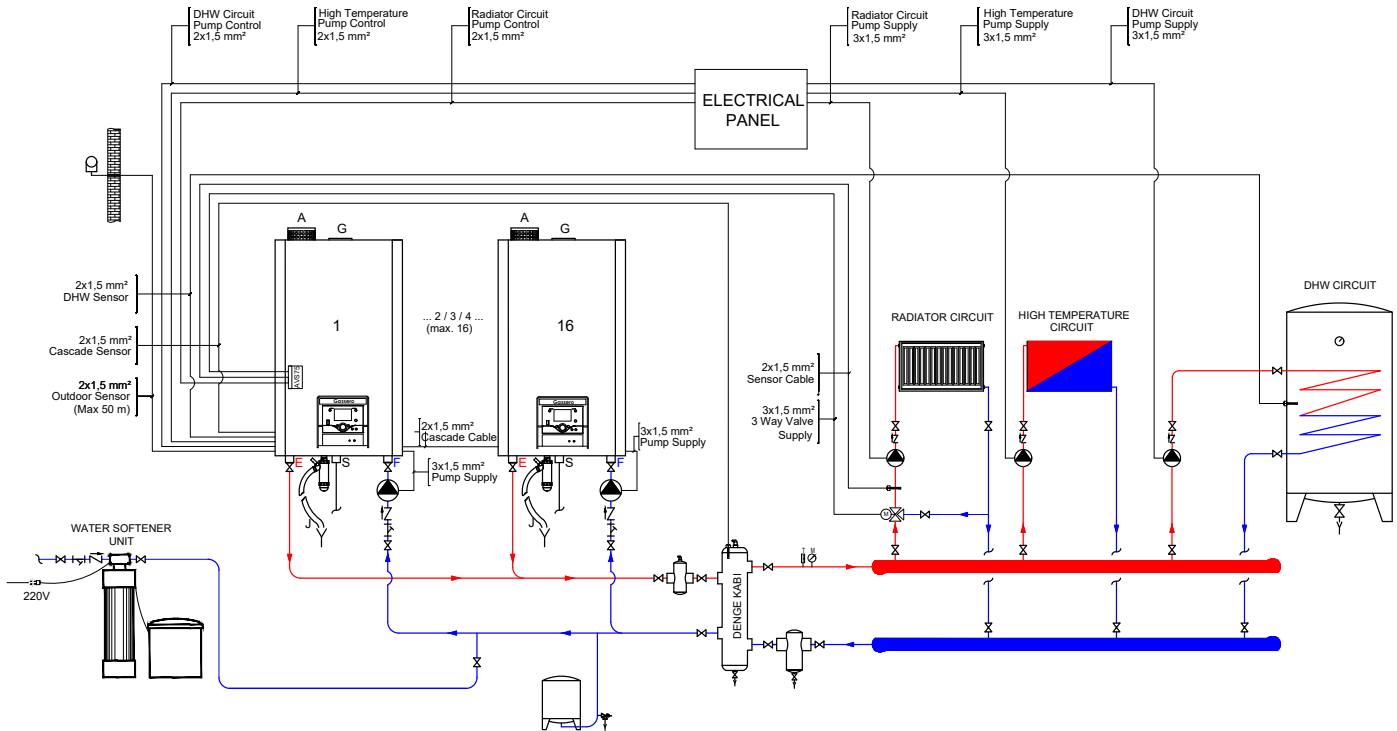 DHW Circuit
Pump Control
2x1,5 mm²
High Temperature
Pump Control
2x1,5 mm²
Radiator Circuit
Pump Control
2x1,5 mm²
Radiator Circuit
Pump Supply
3x1,5 mm²
High Temperature
Pump Supply
3x1,5 mm²
DHW Circuit
Pump Supply
3x1,5 mm²
ELECTRICAL
PANEL
A
G
A
G
2x1,5 mm²
DHW Sensor
2x1,5 mm²
Cascade Sensor
2x1,5 mm²
Outdoor Sensor
(Max 50 m)
1
... 2 / 3 / 4 ...
(max. 16)
16
AVS75
Gassero
Gassero
2x1,5 mm²
Cascade Cable
3x1,5 mm²
Pump Supply
3x1,5 mm²
Pump Supply
E
S
F
E
S
F
RADIATOR CIRCUIT
HIGH TEMPERATURE
CIRCUIT
DHW CIRCUIT
2x1,5 mm²
Sensor Cable
3x1,5 mm²
3 Way Valve
Supply
M
WATER SOFTENER
UNIT
220V
DENGE KABI
T
M